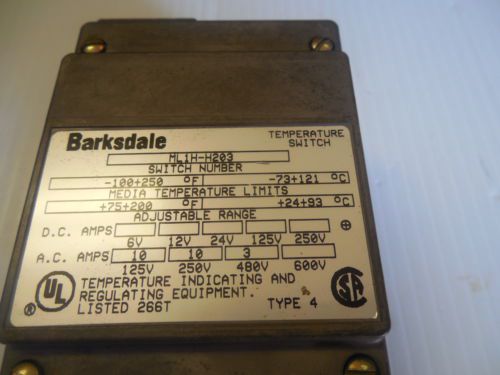 Barksdale TEMPERATURE SWITCH
ML1H-H203
SWITCH NUMBER
-100+250 °F -73+121 °C
MEDIA TEMPERATURE LIMITS
+75+200 °F +24+93 °C
ADJUSTABLE RANGE
D.C. AMPS
6V 12V 24V 125V 250V
A.C. AMPS 10 10 3
125V 250V 480V 600V
UL ® TEMPERATURE INDICATING AND
REGULATING EQUIPMENT.
LISTED 266T TYPE 4 SA